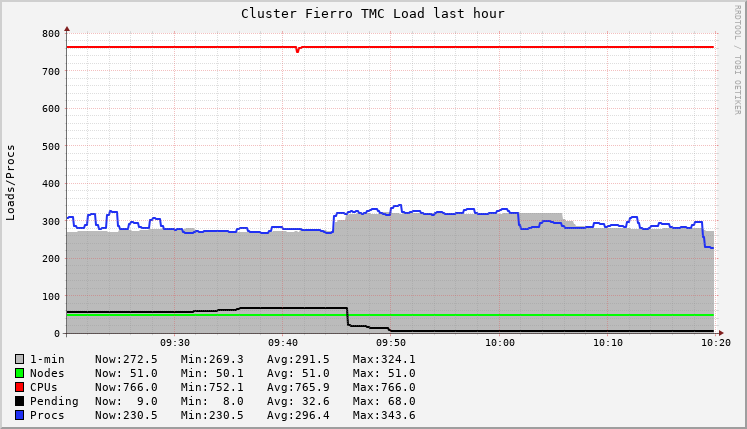 Cluster Fierro TMC Load last hour
RRDTOOL / TOBI OETIKER
Loads/Procs
800
700
600
500
400
300
200
100
0
09:30 09:40 09:50 10:00 10:10 10:20
1-min Now:272.5 Min:269.3 Avg:291.5 Max:324.1
Nodes Now: 51.0 Min: 50.1 Avg: 51.0 Max: 51.0
CPUs Now:766.0 Min:752.1 Avg:765.9 Max:766.0
Pending Now: 9.0 Min: 8.0 Avg: 32.6 Max: 68.0
Procs Now:230.5 Min:230.5 Avg:296.4 Max:343.6